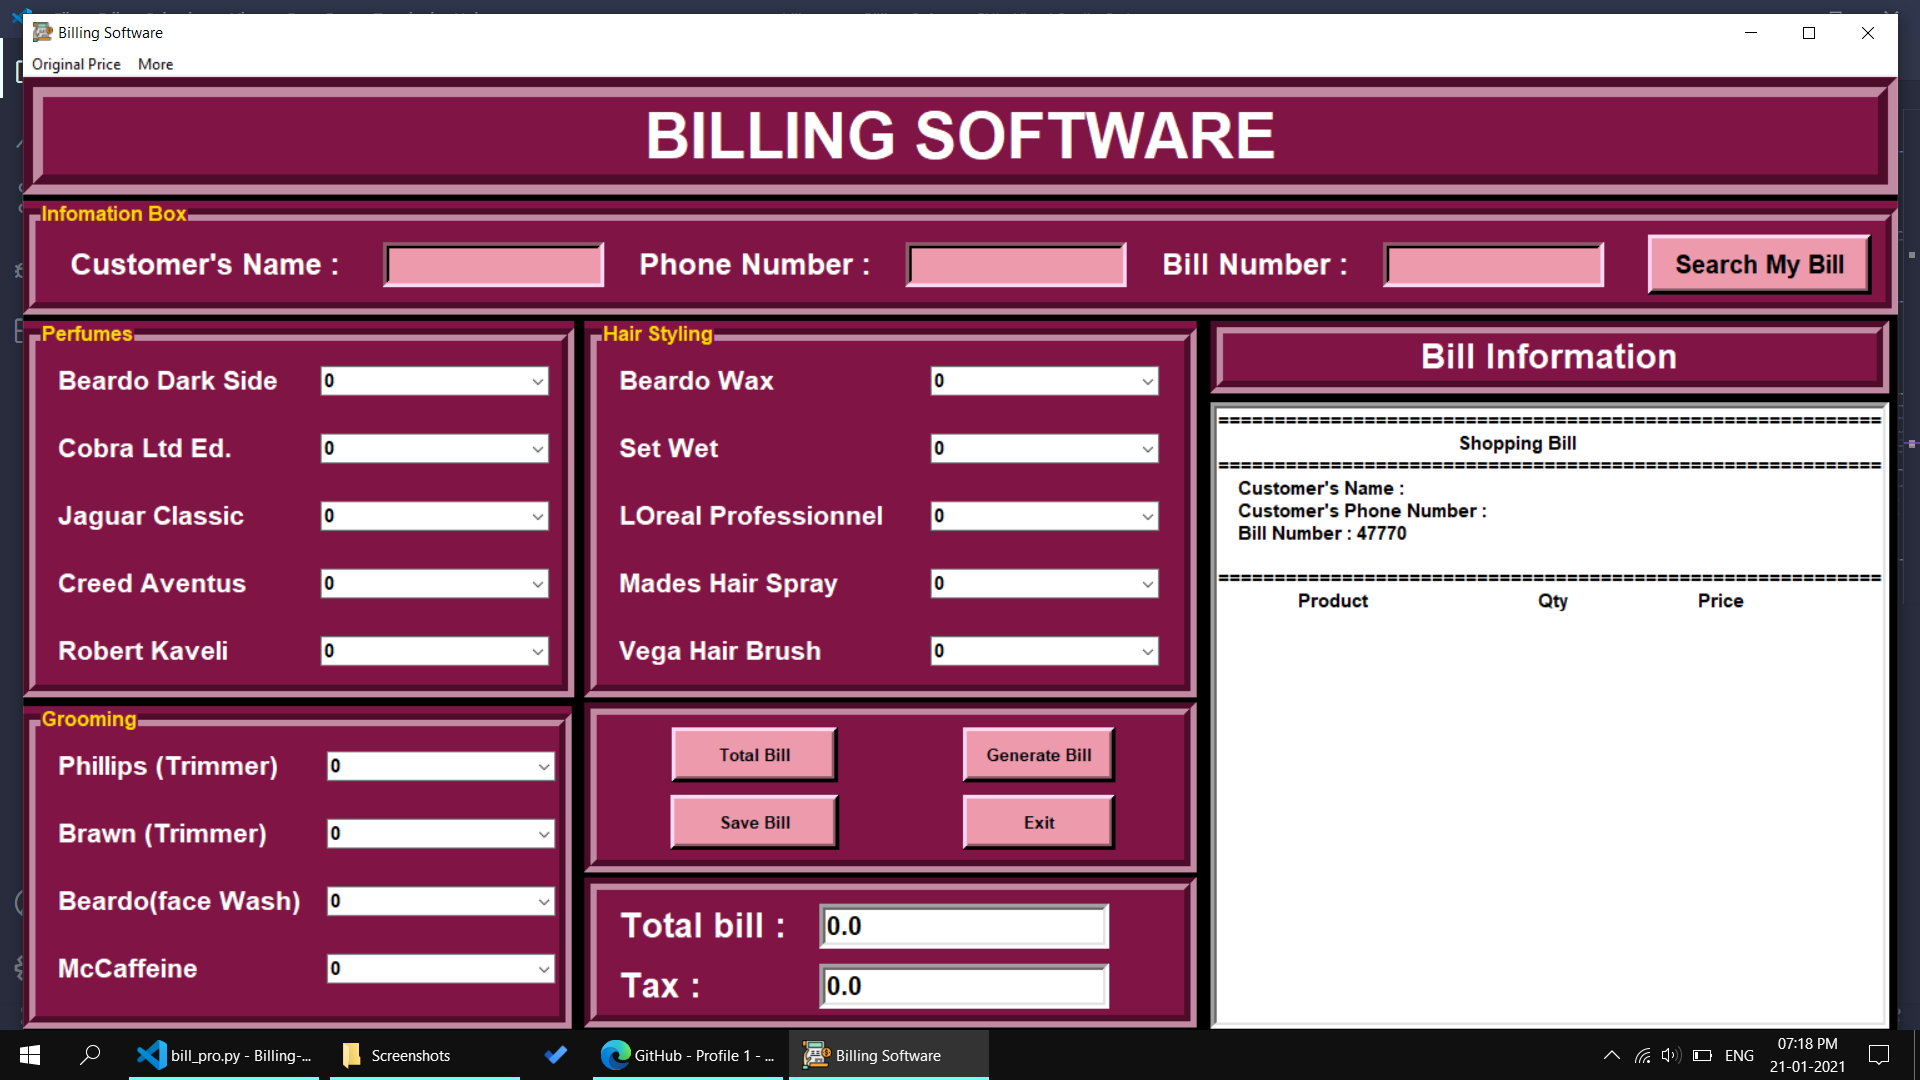 Billing Software
Original Price More
BILLING SOFTWARE
Infomation Box
Customer's Name : Phone Number : Bill Number : Search My Bill
Perfumes
Beardo Dark Side 0
Cobra Ltd Ed. 0
Jaguar Classic 0
Creed Aventus 0
Robert Kaveli 0
Hair Styling
Beardo Wax 0
Set Wet 0
LOreal Professionnel 0
Mades Hair Spray 0
Vega Hair Brush 0
Grooming
Phillips (Trimmer) 0
Brawn (Trimmer) 0
Beardo(face Wash) 0
McCaffeine 0
Total Bill Generate Bill
Save Bill Exit
Total bill : 0.0
Tax : 0.0
Bill Information
===========================================================
Shopping Bill
===========================================================
Customer's Name :
Customer's Phone Number :
Bill Number : 47770
===========================================================
Product Qty Price
bill_pro.py - Billing-... Screenshots GitHub - Profile 1 - ... Billing Software ENG 07:18 PM
21-01-2021